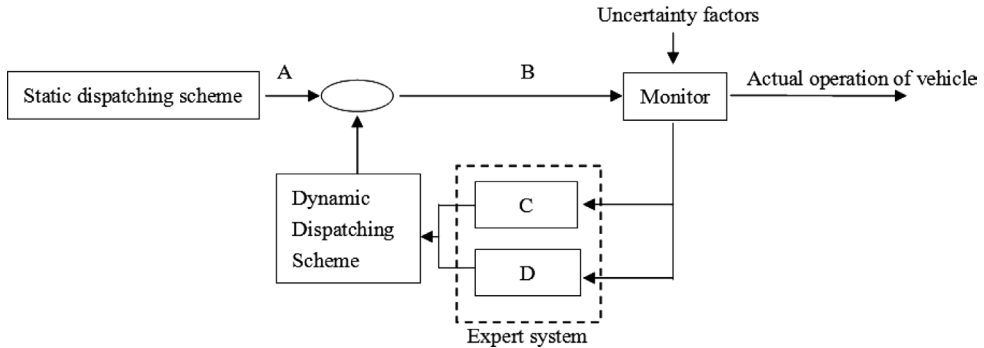 Uncertainty factors
A
B
Static dispatching scheme
Monitor
Actual operation of vehicle
Dynamic
Dispatching
Scheme
C
D
Expert system